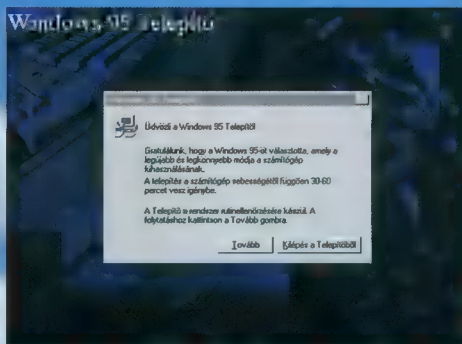 Windows 95 Telepítő
Üdvözli a Windows 95 Telepítő!
Gratulálunk, hogy a Windows 95-öt választotta, amely a
legújabb és legkönnyebb módja a számítógép
felhasználásának.
A telepítés a számítógép sebességétől függően 30-60
percet vesz igénybe.
A Telepítő a rendszer rutinellenőrzésére készül. A
folytatáshoz kattintson a Tovább gombra.
Tovább
Kilépés a Telepítőből